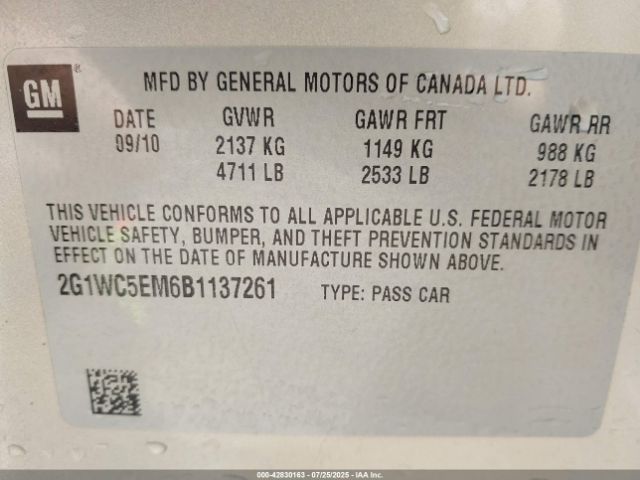 GM®
MFD BY GENERAL MOTORS OF CANADA LTD.
DATE GVWR GAWR FRT GAWR RR
09/10 2137 KG 1149 KG 988 KG
4711 LB 2533 LB 2178 LB
THIS VEHICLE CONFORMS TO ALL APPLICABLE U.S. FEDERAL MOTOR
VEHICLE SAFETY, BUMPER, AND THEFT PREVENTION STANDARDS IN
EFFECT ON THE DATE OF MANUFACTURE SHOWN ABOVE.
2G1WC5EM6B1137261 TYPE: PASS CAR
000-42830163 - 07/25/2025 - IAAI Inc.